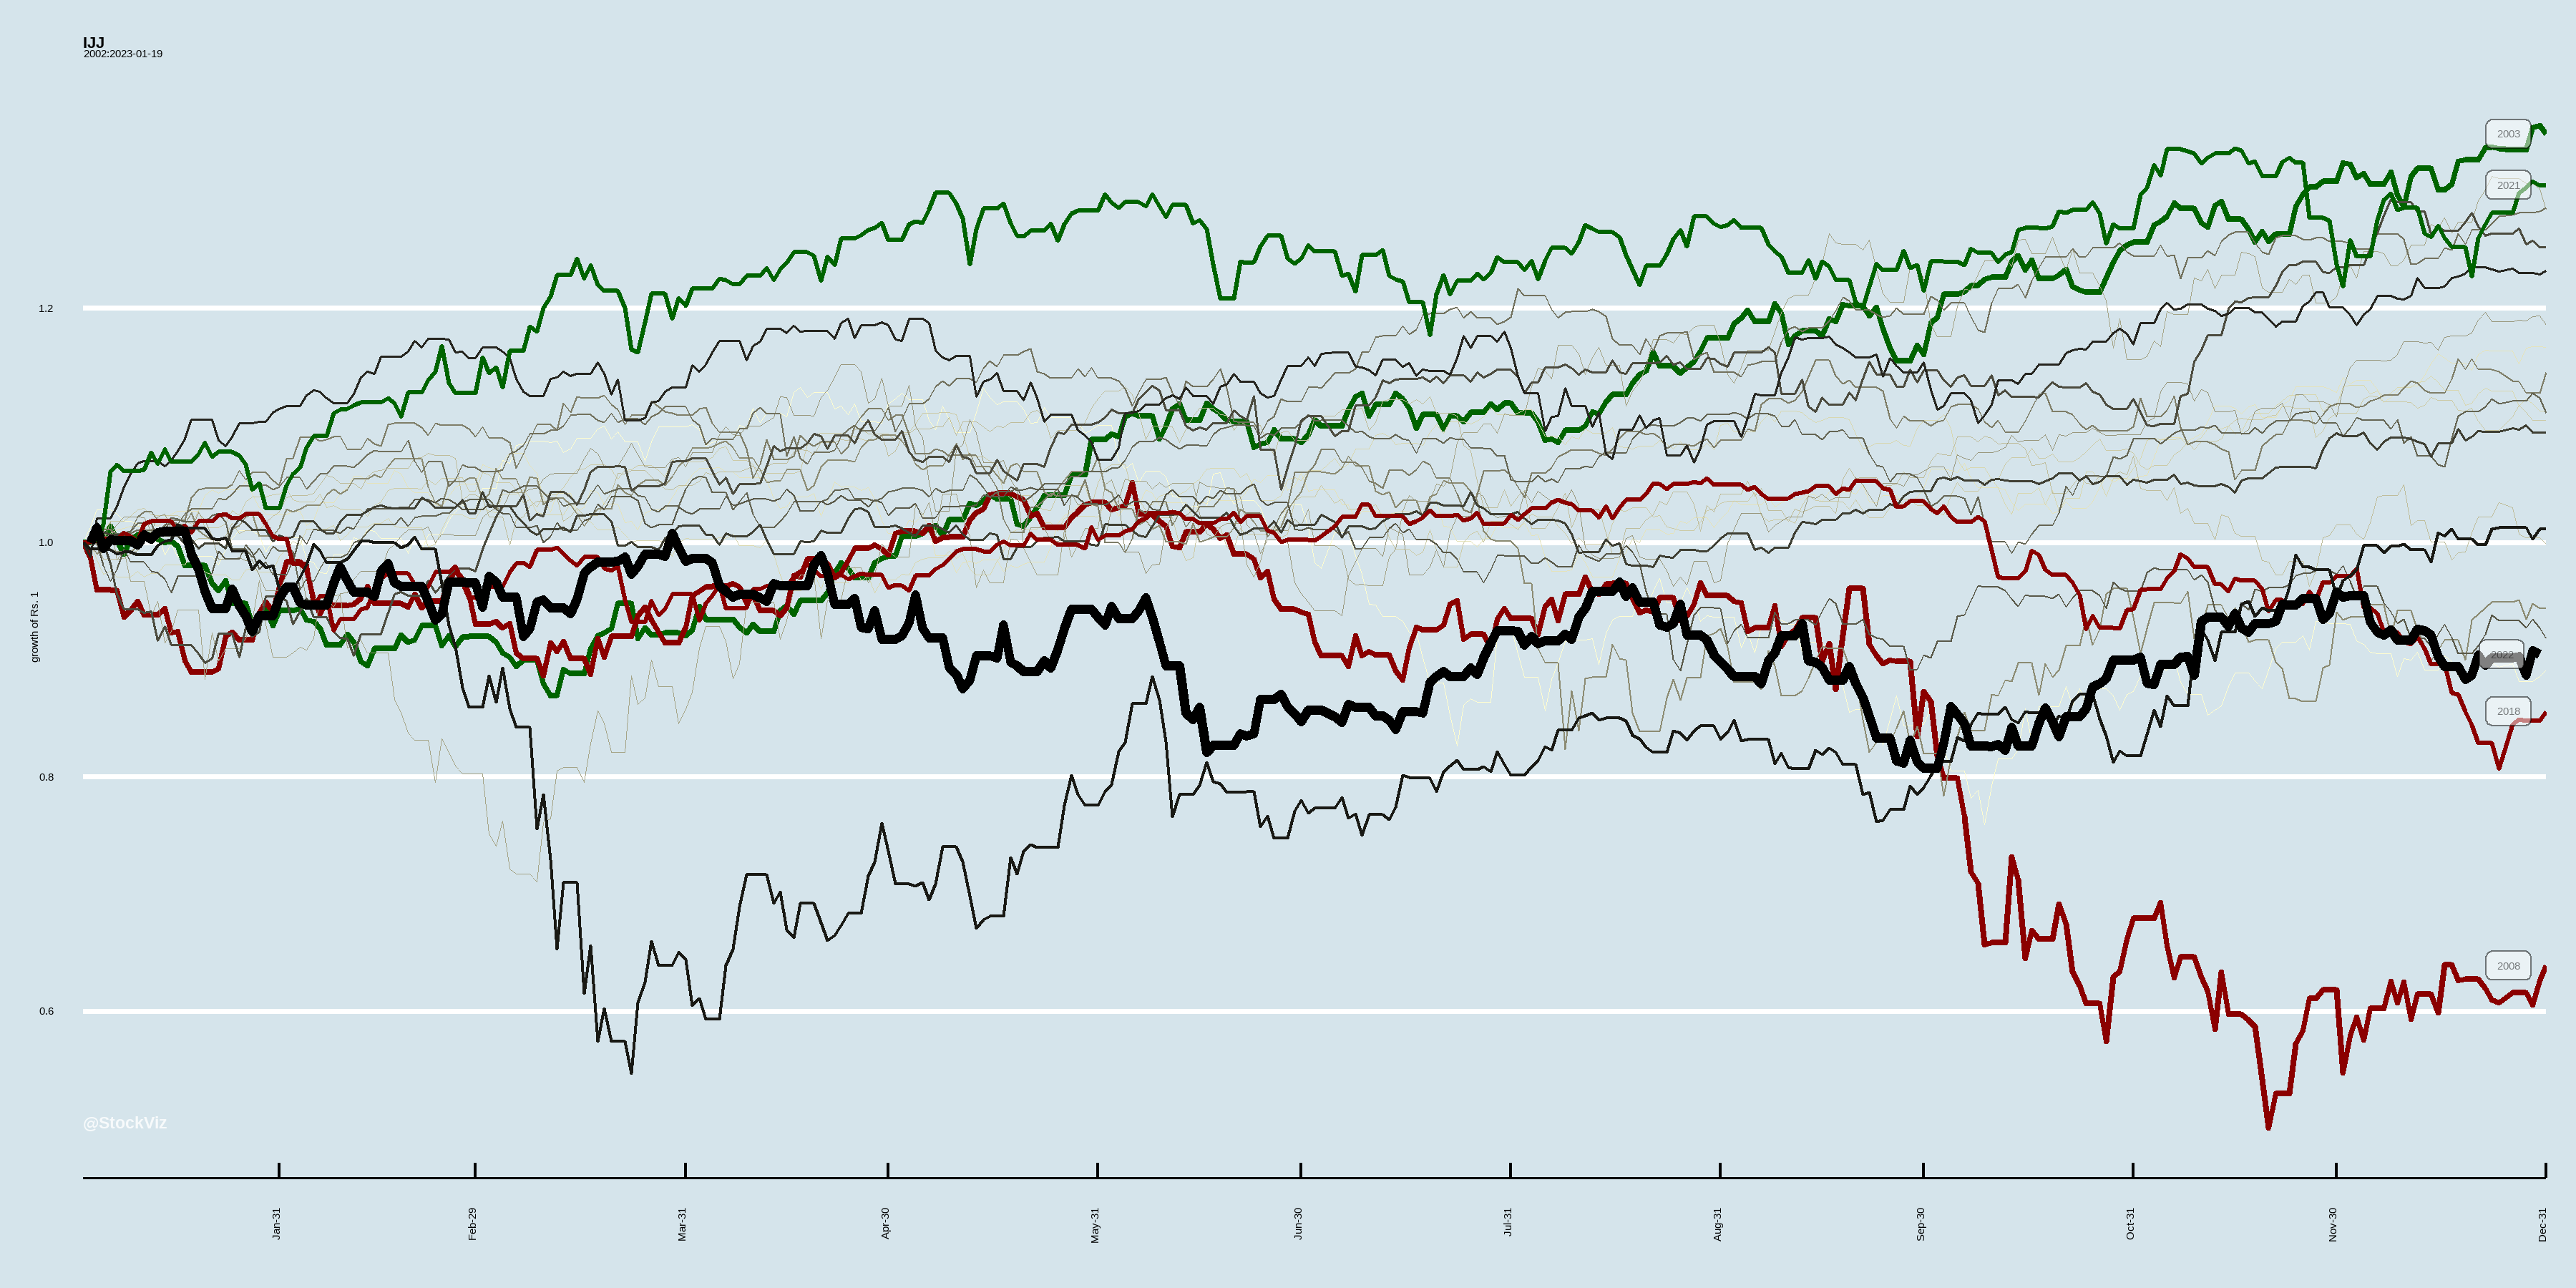 IJJ
2002:2023-01-19
2003
2021
1.2
1.0
growth of Rs. 1
2022
2018
0.8
2008
0.6
@StockViz
Jan-31
Feb-29
Mar-31
Apr-30
May-31
Jun-30
Jul-31
Aug-31
Sep-30
Oct-31
Nov-30
Dec-31